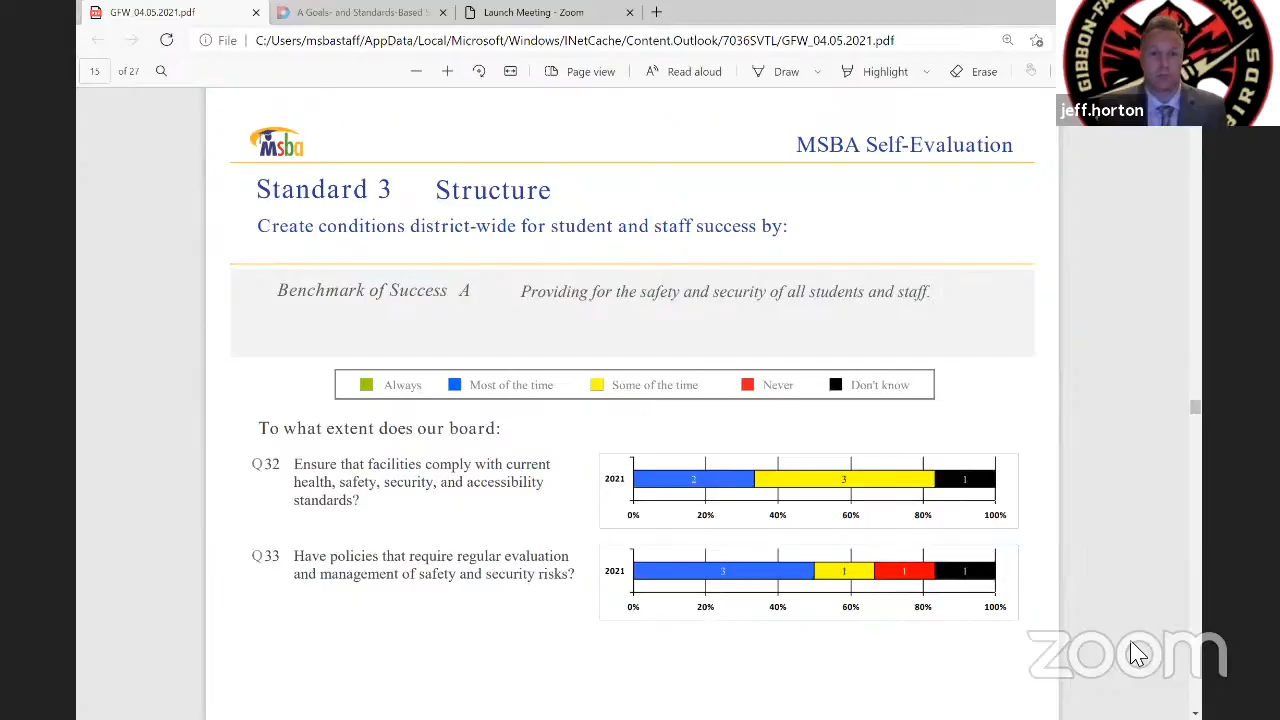 GFW_04.05.2021.pdf
A Goals- and Standards-Based S
Launch Meeting - Zoom
File
C:/Users/msbastaff/AppData/Local/Microsoft/Windows/INetCache/Content.Outlook/7036SVTL/GFW_04.05.2021.pdf
15 of 27
Page view
Read aloud
Draw
Highlight
Erase
GIBBON-FA
ROP
BIRDS
jeff.horton
msba
MSBA Self-Evaluation
Standard 3 Structure
Create conditions district-wide for student and staff success by:
Benchmark of Success A Providing for the safety and security of all students and staff.
Always Most of the time Some of the time Never Don't know
To what extent does our board:
Q32 Ensure that facilities comply with current
health, safety, security, and accessibility
standards?
2021 2 3 1
0% 20% 40% 60% 80% 100%
Q33 Have policies that require regular evaluation
and management of safety and security risks?
2021 3 1 1 1
0% 20% 40% 60% 80% 100%
zoom